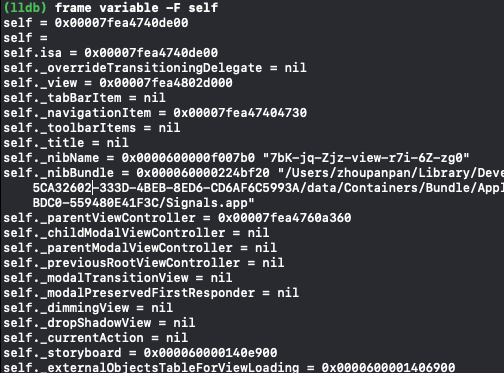 (lldb) frame variable -F self
self = 0x00007fea4740de00
self =
self.isa = 0x00007fea4740de00
self._overrideTransitioningDelegate = nil
self._view = 0x00007fea4802d000
self._tabBarItem = nil
self._navigationItem = 0x00007fea47404730
self._toolbarItems = nil
self._title = nil
self._nibName = 0x0000600000f007b0 "7bK-jq-Zjz-view-r7i-6Z-zg0"
self._nibBundle = 0x000060000224bf20 "/Users/zhoupanpan/Library/Deve
5CA32602-333D-4BEB-8ED6-CD6AF6C5993A/data/Containers/Bundle/Appl
BDC0-559480E41F3C/Signals.app"
self._parentViewController = 0x00007fea4760a360
self._childModalViewController = nil
self._parentModalViewController = nil
self._previousRootViewController = nil
self._modalTransitionView = nil
self._modalPreservedFirstResponder = nil
self._dimmingView = nil
self._dropShadowView = nil
self._currentAction = nil
self._storyboard = 0x000060000140e900
self._externalObjectsTableForViewLoading = 0x0000600001406900